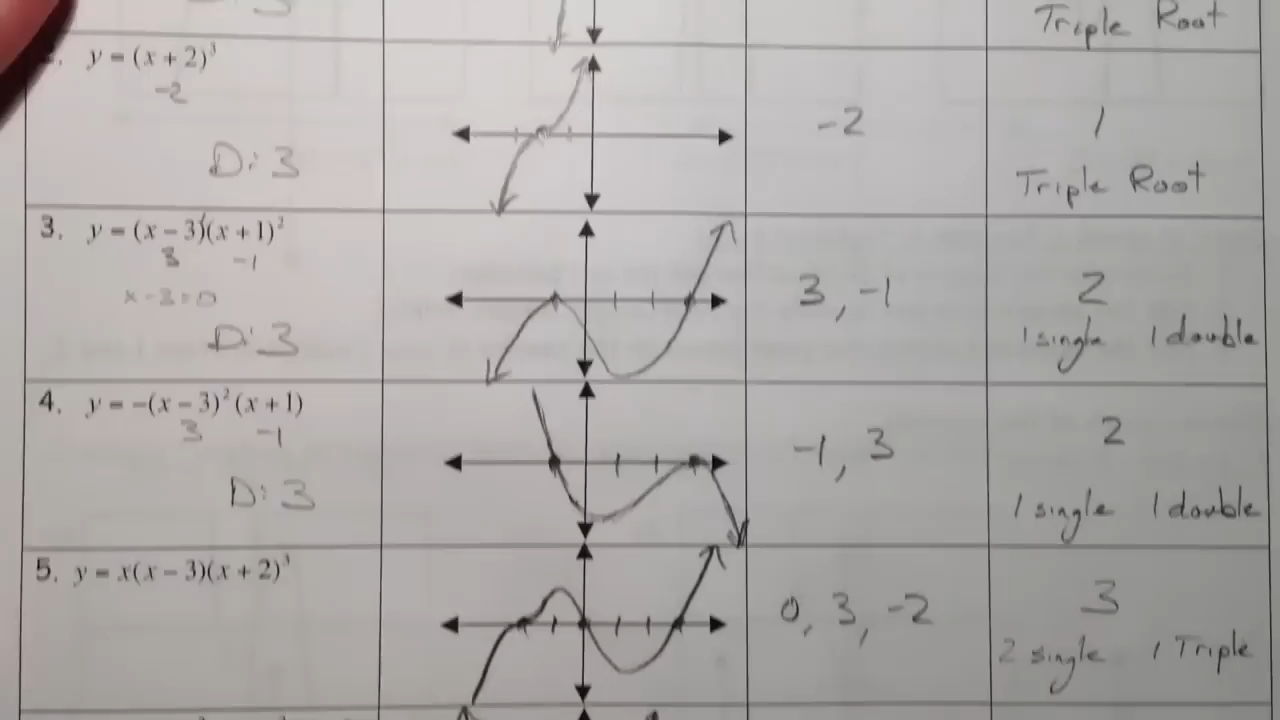 Triple Root
y = (x + 2)³
-2
D: 3
-2
1
Triple Root
3. y = (x − 3)(x + 1)²
3 -1
x - 3 = 0
D: 3
3, -1
2
1 single 1 double
4. y = −(x − 3)² (x + 1)
3 -1
D: 3
-1, 3
2
1 single 1 double
5. y = x(x − 3)(x + 2)³
0, 3, -2
3
2 single 1 Triple